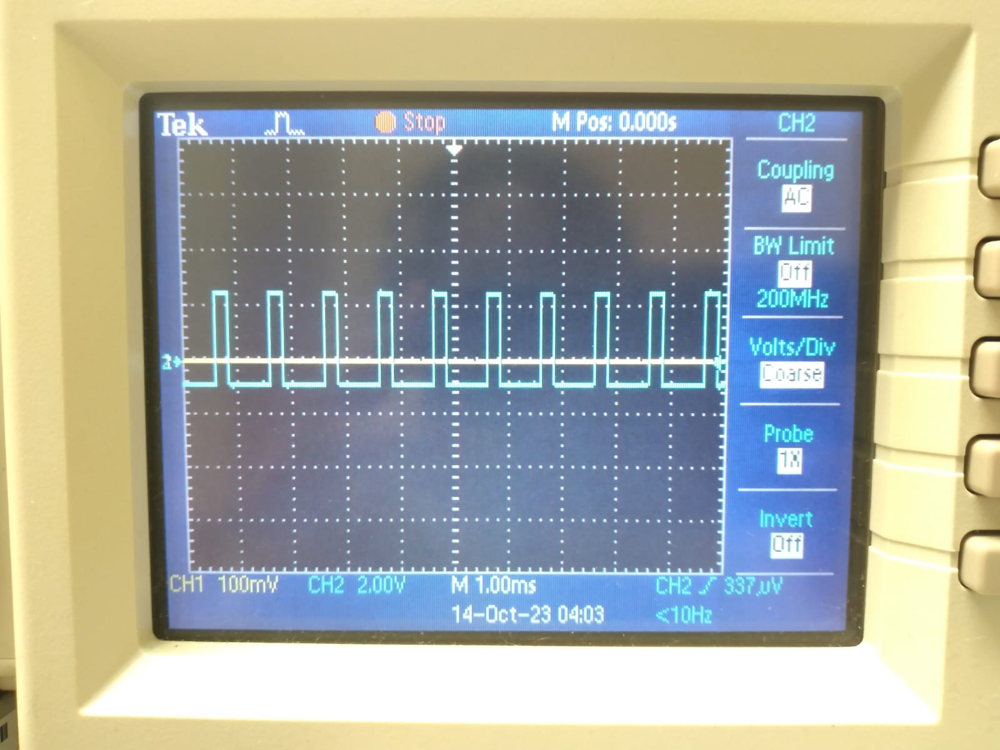 Tek Stop M Pos: 0.000s CH2
Coupling
AC
BW Limit
Off
200MHz
2
Volts/Div
Coarse
Probe
1X
Invert
Off
CH1 100mV CH2 2.00V M 1.00ms CH2 337µV
14-Oct-23 04:03 <10Hz